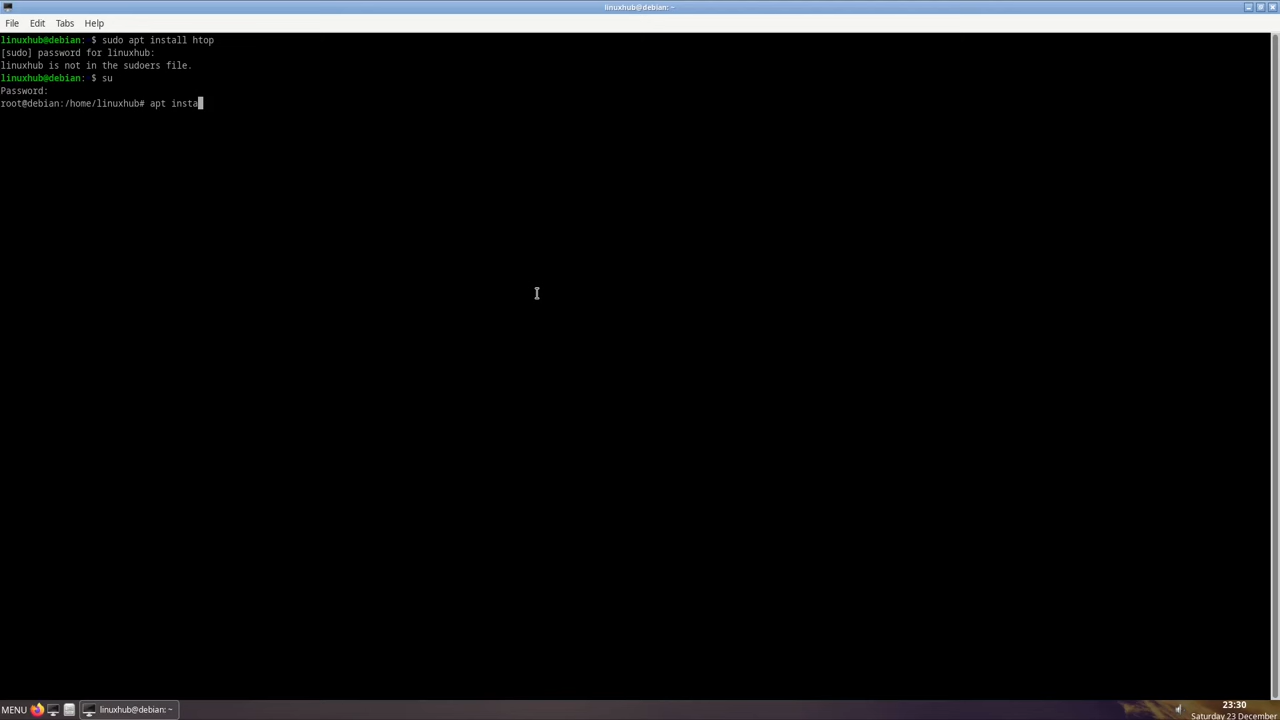 linuxhub@debian: ~
File Edit Tabs Help
linuxhub@debian: $ sudo apt install htop
[sudo] password for linuxhub:
linuxhub is not in the sudoers file.
linuxhub@debian: $ su
Password:
root@debian:/home/linuxhub# apt insta
MENU linuxhub@debian: ~ 23:30
Saturday 23 December